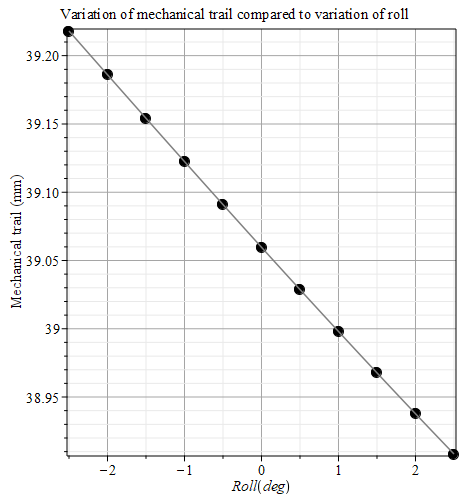 Variation of mechanical trail compared to variation of roll
39.20
39.15
39.10
39.05
39
38.95
Mechanical trail (mm)
−2 −1 0 1 2
Roll(deg)